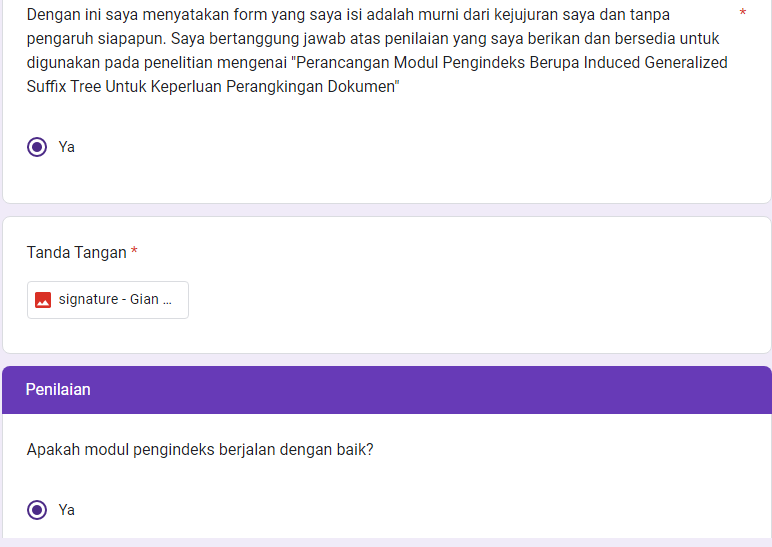 Dengan ini saya menyatakan form yang saya isi adalah murni dari kejujuran saya dan tanpa *
pengaruh siapapun. Saya bertanggung jawab atas penilaian yang saya berikan dan bersedia untuk
digunakan pada penelitian mengenai "Perancangan Modul Pengindeks Berupa Induced Generalized
Suffix Tree Untuk Keperluan Perangkingan Dokumen"
Ya
Tanda Tangan *
signature - Gian ...
Penilaian
Apakah modul pengindeks berjalan dengan baik?
Ya